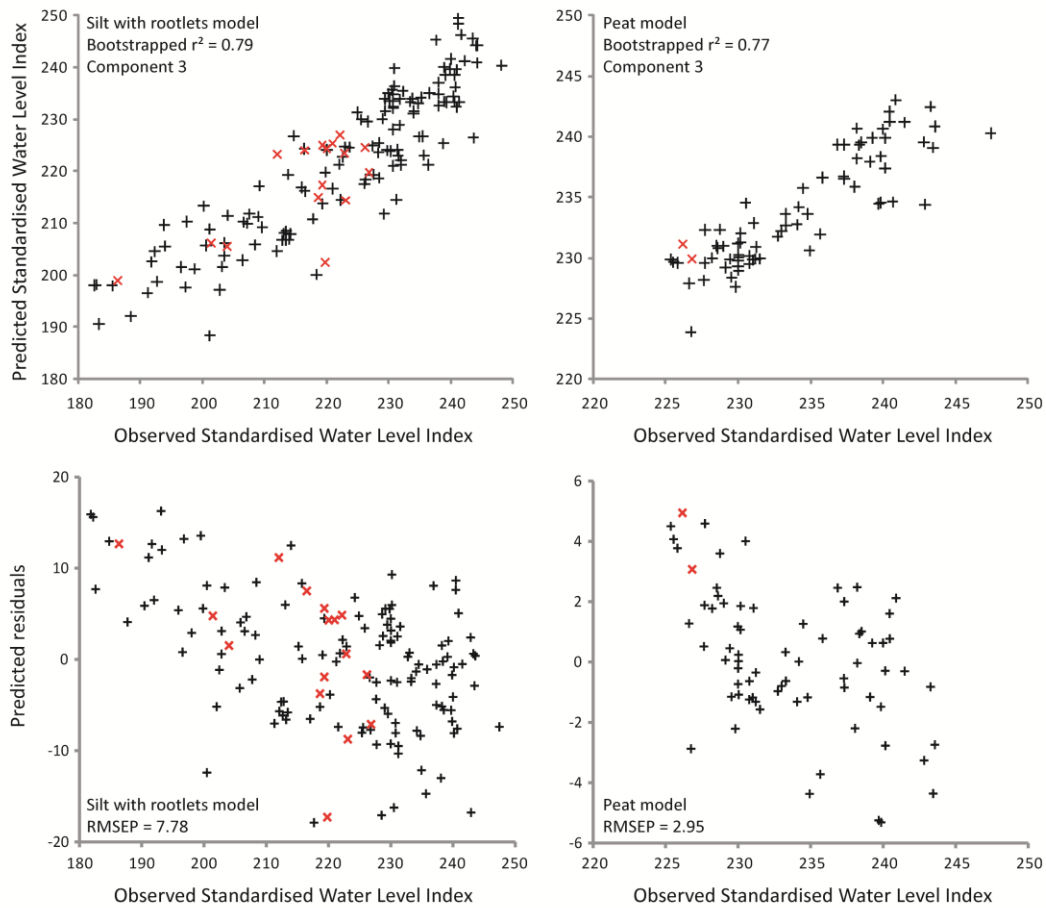 Silt with rootlets model
Bootstrapped r² = 0.79
Component 3
Predicted Standardised Water Level Index
250
240
230
220
210
200
190
180
180 190 200 210 220 230 240 250
Observed Standardised Water Level Index
Peat model
Bootstrapped r² = 0.77
Component 3
250
245
240
235
230
225
220
220 225 230 235 240 245 250
Observed Standardised Water Level Index
Predicted residuals
20
10
0
-10
-20
Silt with rootlets model
RMSEP = 7.78
180 190 200 210 220 230 240 250
Observed Standardised Water Level Index
6
4
2
0
-2
-4
-6
Peat model
RMSEP = 2.95
220 225 230 235 240 245 250
Observed Standardised Water Level Index